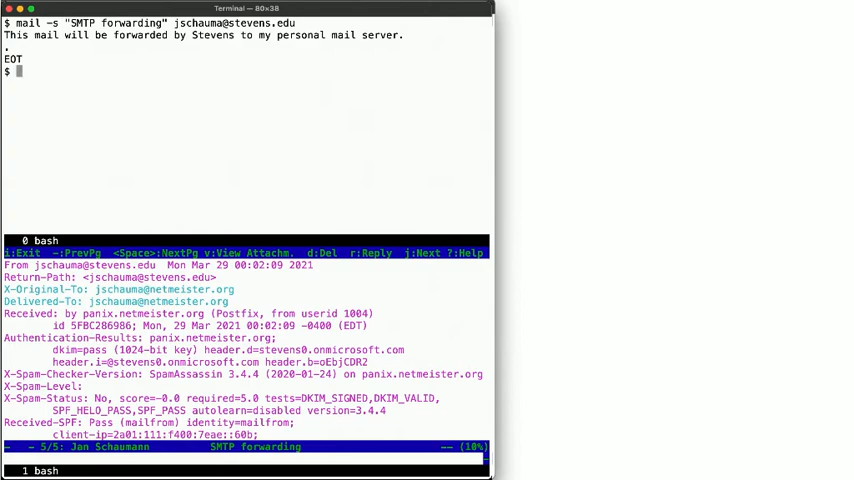 Terminal — 80×38
$ mail -s "SMTP forwarding" jschauma@stevens.edu
This mail will be forwarded by Stevens to my personal mail server.
.
EOT
$
0 bash
i:Exit  -:PrevPg  <Space>:NextPg v:View Attachm.  d:Del  r:Reply  j:Next ?:Help
From jschauma@stevens.edu  Mon Mar 29 00:02:09 2021
Return-Path: <jschauma@stevens.edu>
X-Original-To: jschauma@netmeister.org
Delivered-To: jschauma@netmeister.org
Received: by panix.netmeister.org (Postfix, from userid 1004)
id 5FBC286986; Mon, 29 Mar 2021 00:02:09 -0400 (EDT)
Authentication-Results: panix.netmeister.org;
dkim=pass (1024-bit key) header.d=stevens0.onmicrosoft.com
header.i=@stevens0.onmicrosoft.com header.b=oEbjCDR2
X-Spam-Checker-Version: SpamAssassin 3.4.4 (2020-01-24) on panix.netmeister.org
X-Spam-Level:
X-Spam-Status: No, score=-0.0 required=5.0 tests=DKIM_SIGNED,DKIM_VALID,
SPF_HELO_PASS,SPF_PASS autolearn=disabled version=3.4.4
Received-SPF: Pass (mailfrom) identity=mailfrom;
client-ip=2a01:111:f400:7eae::60b;
-   - 5/5: Jan Schaumann          SMTP forwarding                       -- (10%)
1 bash